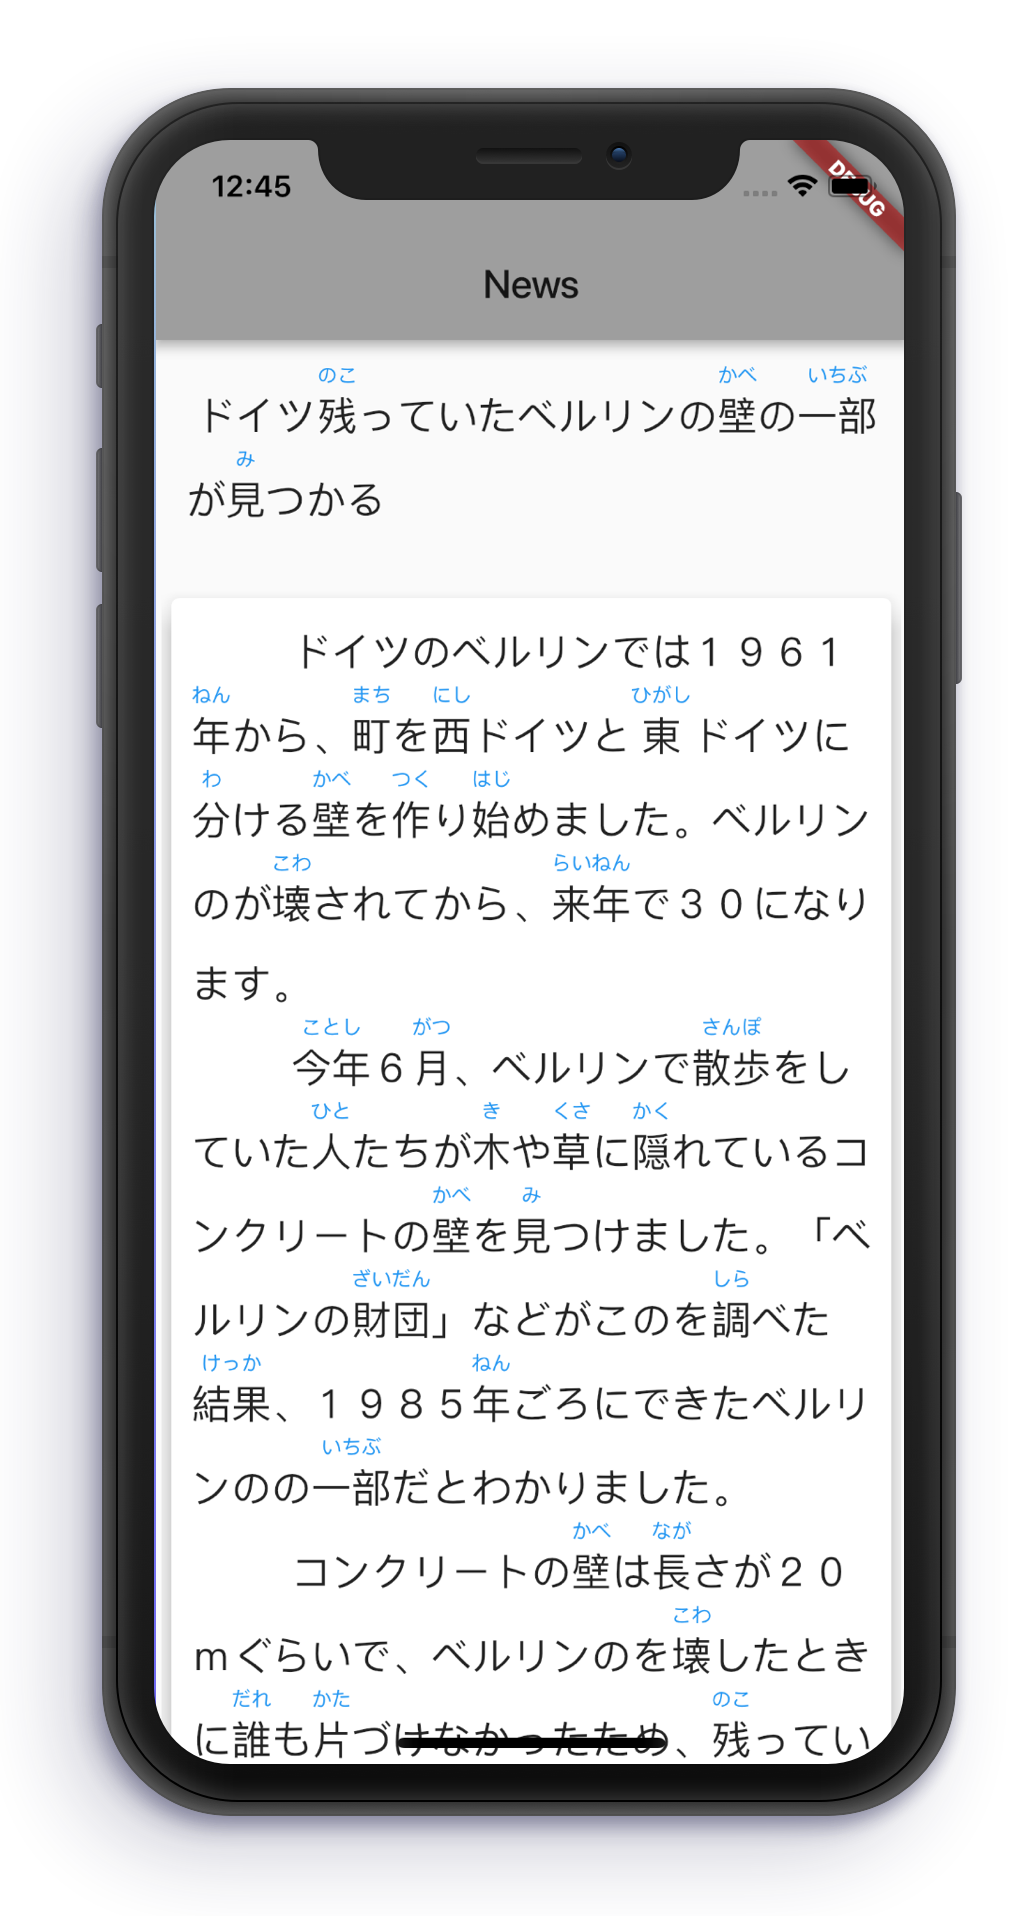 12:45
DEBUG
News
のこ かべ いちぶ
ドイツ残っていたベルリンの壁の一部
み
が見つかる
ドイツのベルリンでは１９６１
ねん まち にし ひがし
年から、町を西ドイツと東ドイツに
わ かべ つく はじ
分ける壁を作り始めました。ベルリン
こわ らいねん
のが壊されてから、来年で３０になり
ます。
ことし がつ さんぽ
今年６月、ベルリンで散歩をし
ひと き くさ かく
ていた人たちが木や草に隠れているコ
かべ み
ンクリートの壁を見つけました。「ベ
ざいだん しら
ルリンの財団」などがこのを調べた
けっか ねん
結果、１９８５年ごろにできたベルリ
いちぶ
ンのの一部だとわかりました。
かべ なが
コンクリートの壁は長さが２０
こわ
ｍぐらいで、ベルリンのを壊したとき
だれ かた のこ
に誰も片づけなかったため、残ってい